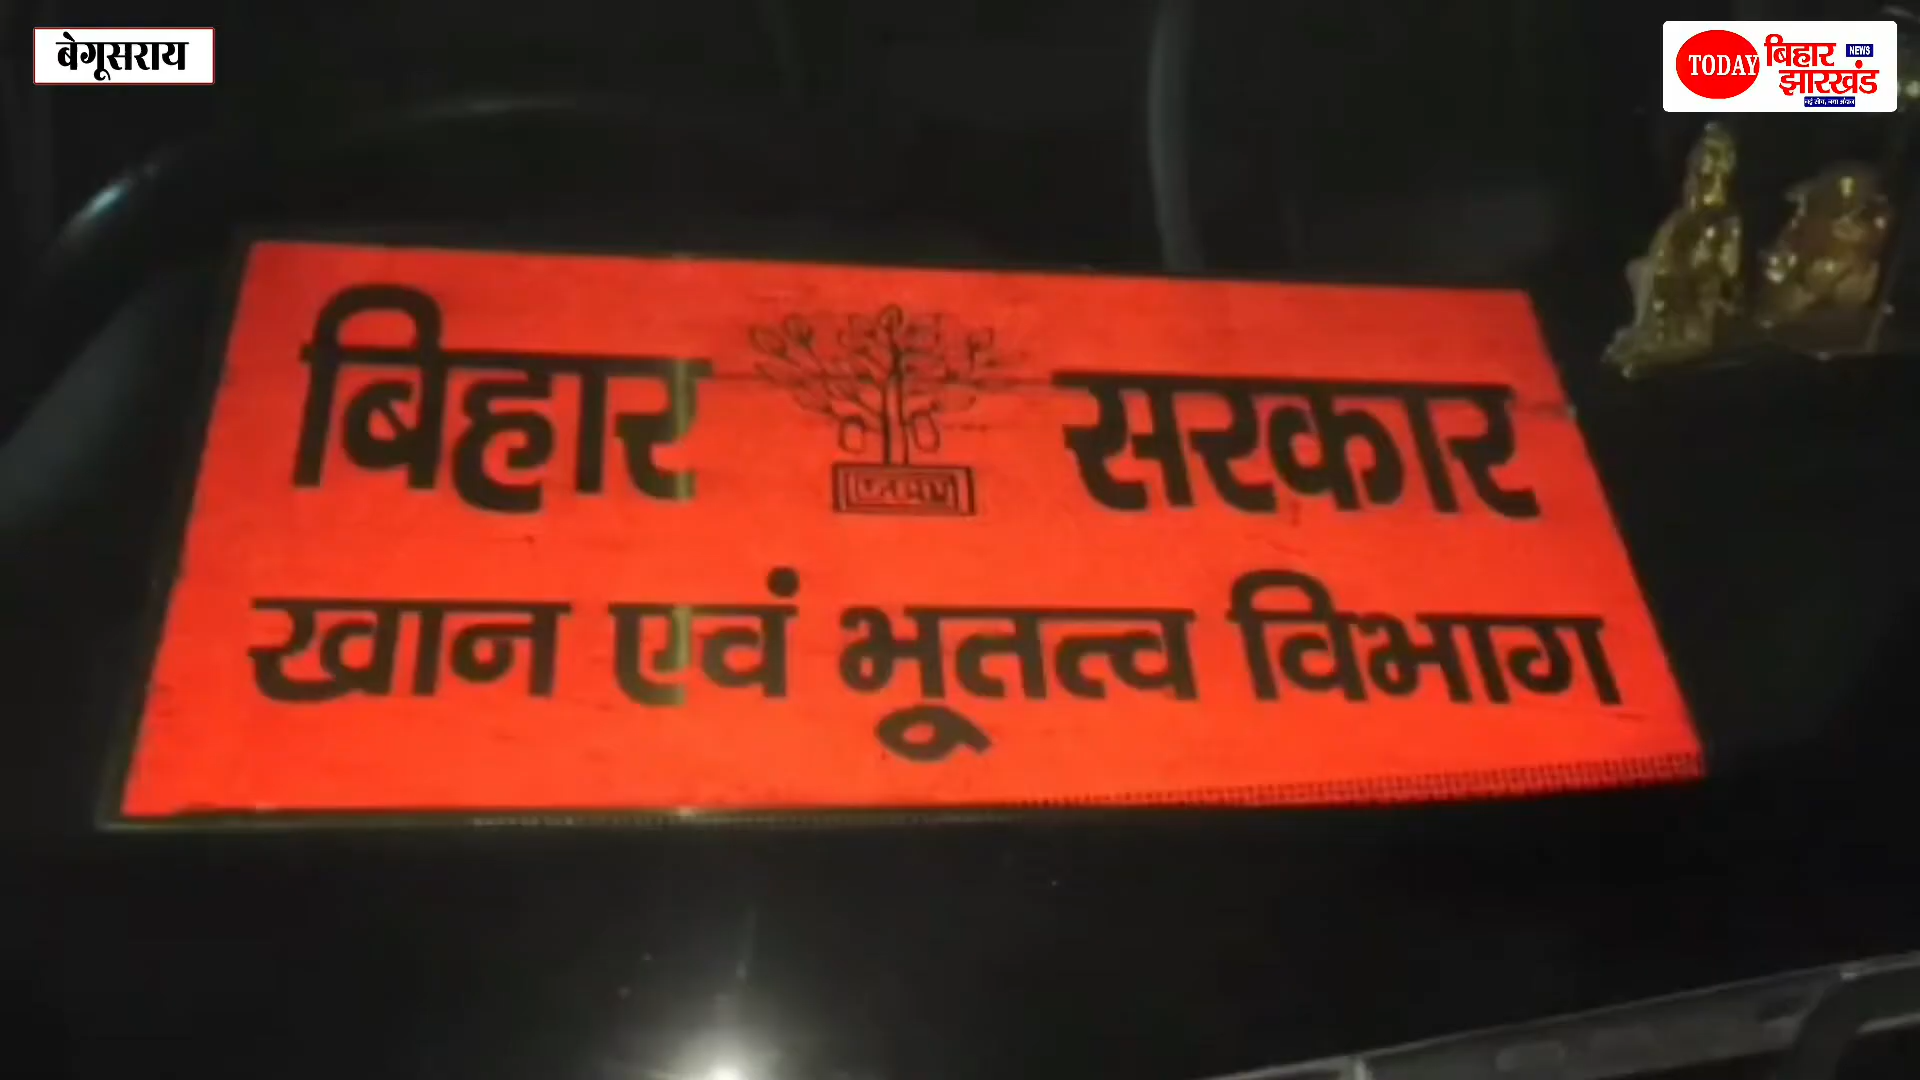 बेगूसराय
TODAY बिहार NEWS
झारखंड
बिहार सरकार
खान एवं भूतत्व विभाग